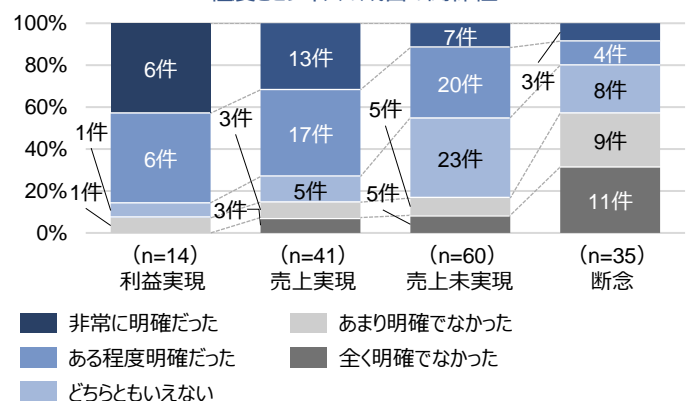 100%
80%
60%
40%
20%
0%
6件
6件
1件
1件
13件
17件
5件
3件
3件
7件
20件
23件
5件
5件
3件
4件
8件
9件
11件
（n=14）
利益実現
（n=41）
売上実現
（n=60）
売上未実現
（n=35）
断念
非常に明確だった
ある程度明確だった
どちらともいえない
あまり明確でなかった
全く明確でなかった